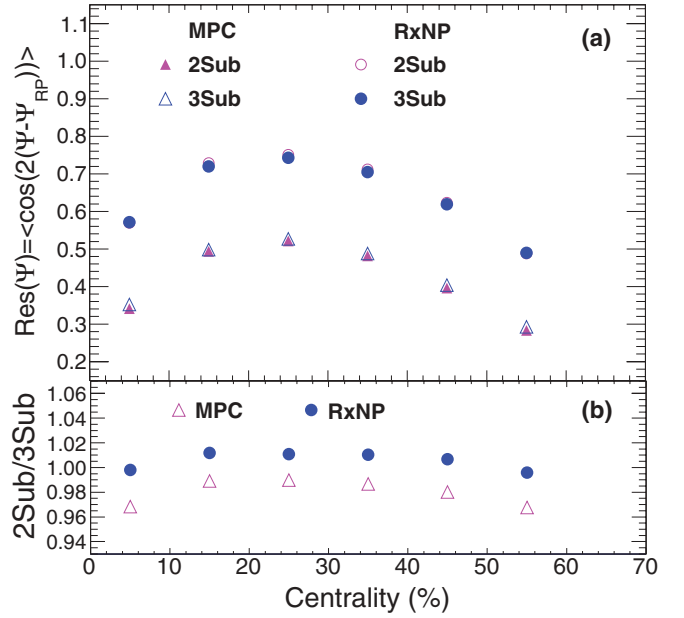 MPC RxNP (a)
2Sub 2Sub
3Sub 3Sub
Res(Ψ)=<cos(2(Ψ-Ψ_RP))>
1.1
1.0
0.9
0.8
0.7
0.6
0.5
0.4
0.3
0.2
MPC RxNP (b)
2Sub/3Sub
1.06
1.04
1.02
1.00
0.98
0.96
0.94
0 10 20 30 40 50 60 70
Centrality (%)